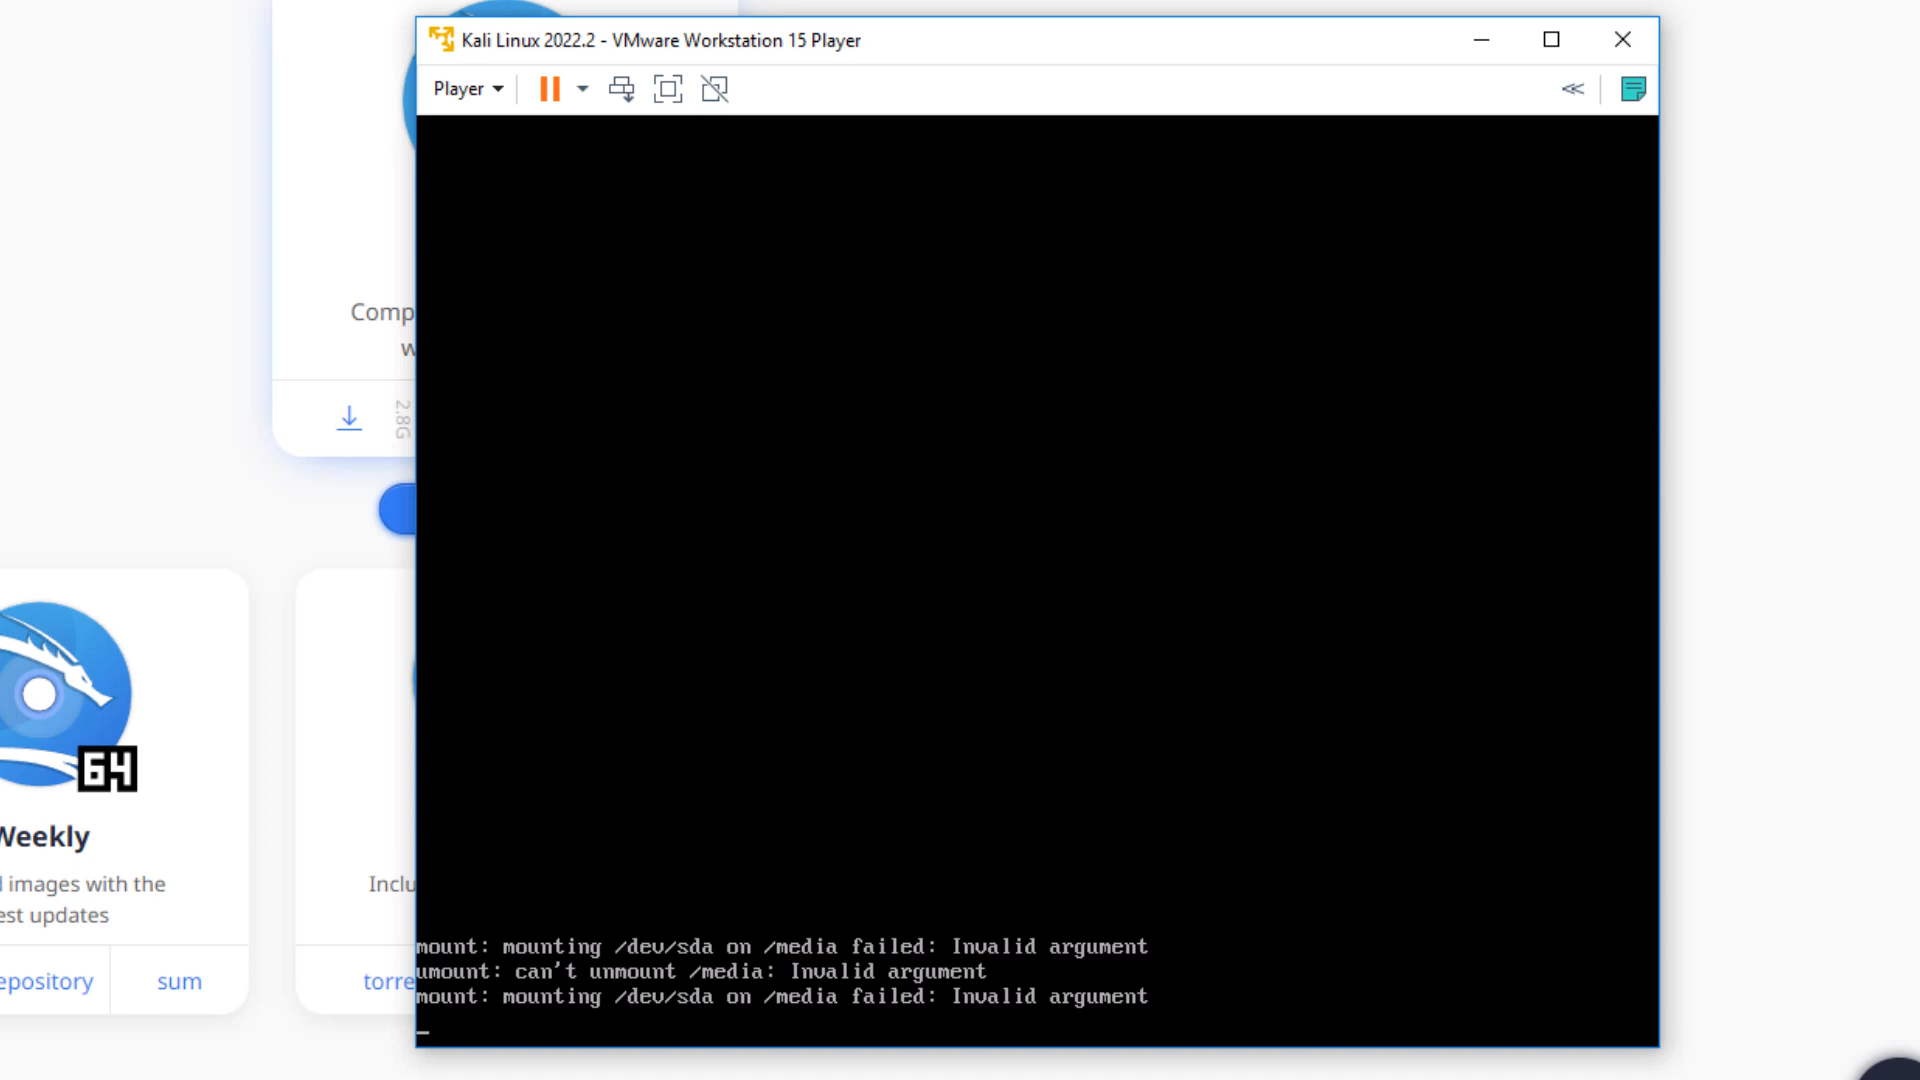 Kali Linux 2022.2 - VMware Workstation 15 Player
Player
Comp
w
2.8G
64
Weekly
images with the
est updates
epository
sum
Inclu
torre
mount: mounting /dev/sda on /media failed: Invalid argument
umount: can't unmount /media: Invalid argument
mount: mounting /dev/sda on /media failed: Invalid argument